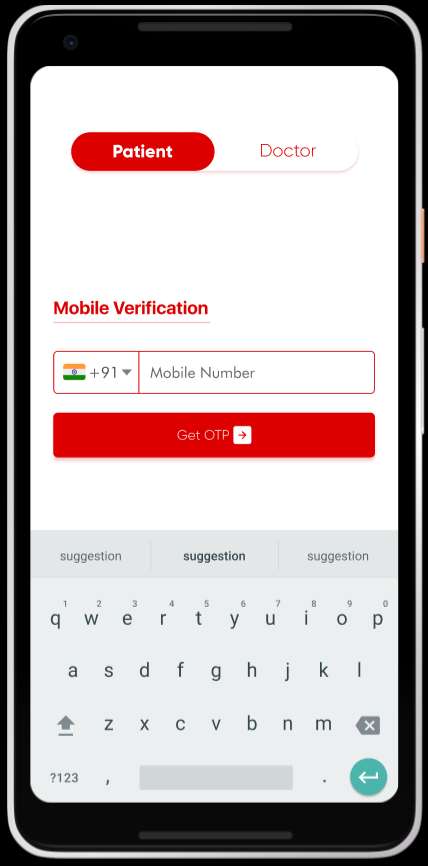 Patient Doctor
Mobile Verification
+91 Mobile Number
Get OTP
suggestion suggestion suggestion
1 2 3 4 5 6 7 8 9 0
q w e r t y u i o p
a s d f g h j k l
z x c v b n m
?123 , .